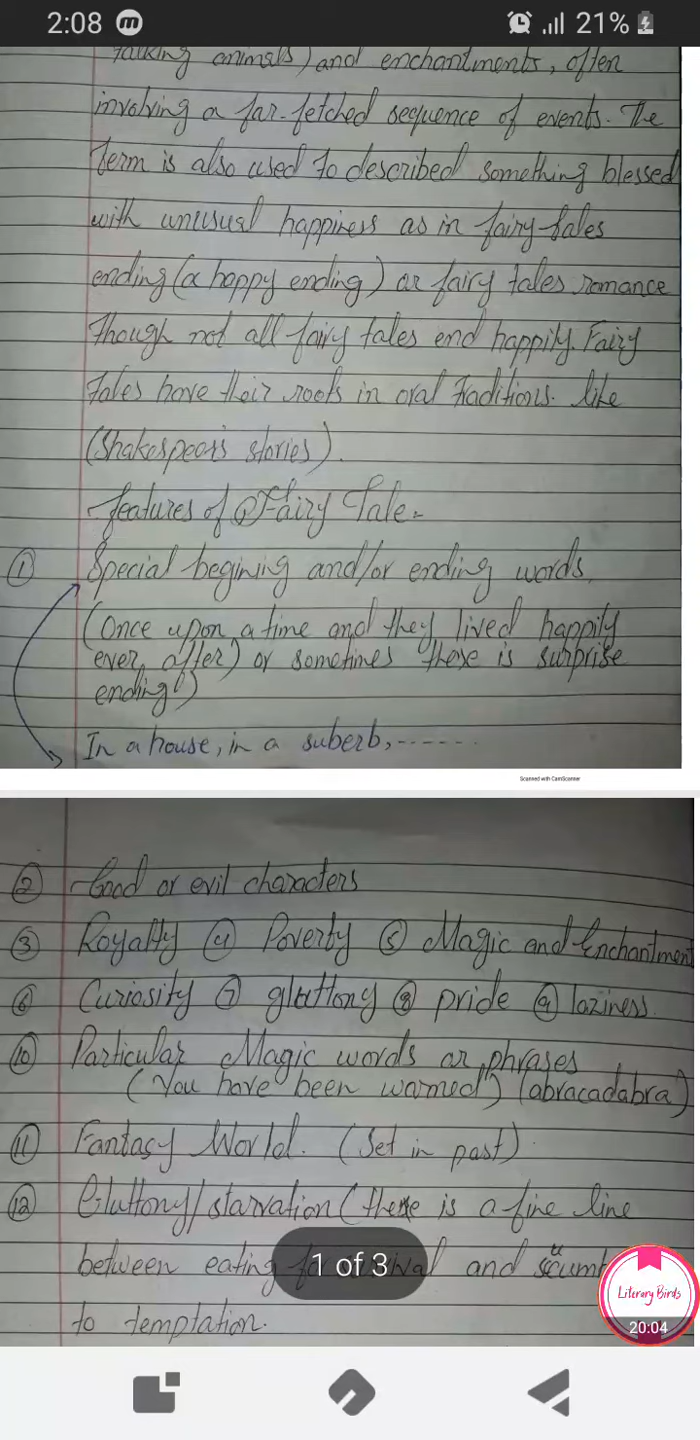 2:08 21%
talking animals) and enchantments, often
involving a far-fetched sequence of events. The
term is also used to described something blessed
with unusual happiness as in fairy tales
ending (a happy ending) or fairy tales romance
Though not all fairy tales end happily. Fairy
Tales have their roots in oral traditions. like
(Shakespear's stories).
features of Fairy Tale-
① Special begining and/or ending words.
(Once upon a time and they lived happily
ever after) or sometimes there is surprise
ending!)
In a house, in a suberb,-------
Scanned with CamScanner
② Good or evil characters
③ Royalty ④ Poverty ⑤ Magic and Enchantment
⑥ Curiosity ⑦ gluttony ⑧ pride ⑨ laziness
⑩ Particular Magic words or phrases
(You have been warned) (abracadabra)
⑪ Fantasy World. (Set in past).
⑫ Gluttony/starvation (there is a fine line
between eating and
1 of 3
to temptation.
Literary Birds
20:04